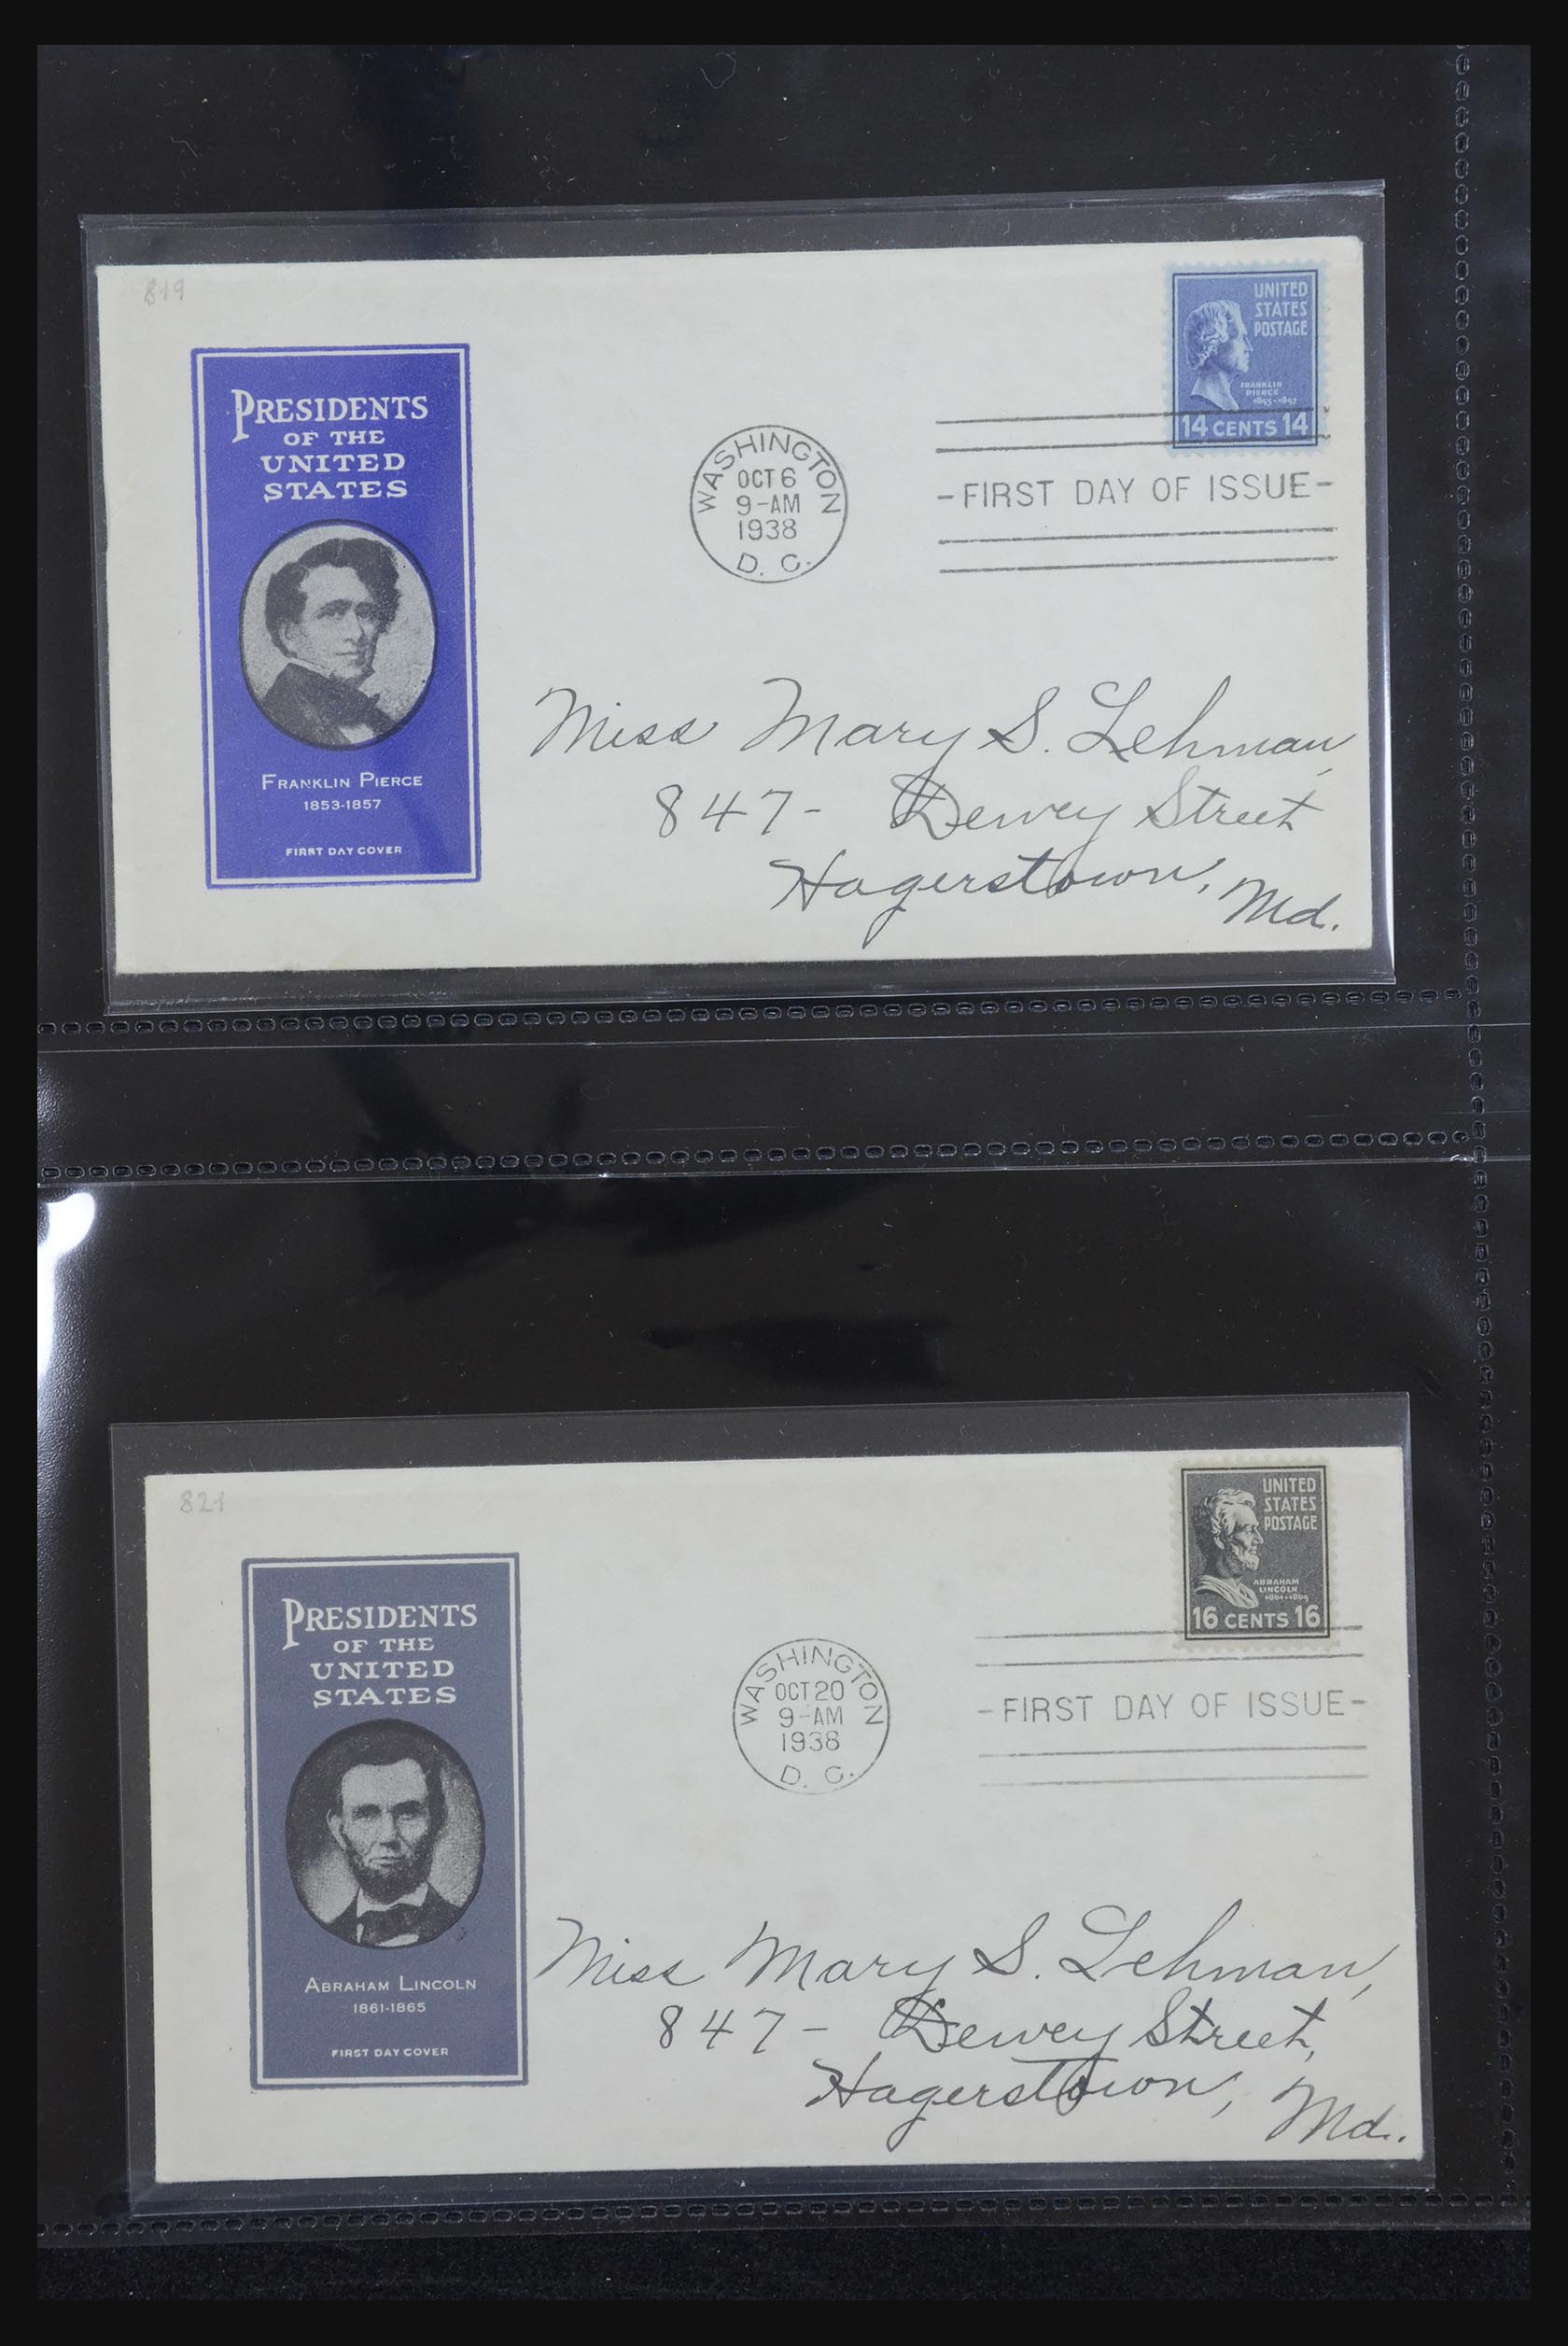 819
PRESIDENTS
OF THE
UNITED
STATES
FRANKLIN PIERCE
1853-1857
FIRST DAY COVER
WASHINGTON
OCT 6
9-AM
1938
D. C.
UNITED
STATES
POSTAGE
FRANKLIN
PIERCE
1853-1857
14 CENTS 14
-FIRST DAY OF ISSUE-
Miss Mary S. Lehman,
847- Dewey Street
Hagerstown, Md.
821
PRESIDENTS
OF THE
UNITED
STATES
ABRAHAM LINCOLN
1861-1865
FIRST DAY COVER
WASHINGTON
OCT 20
9-AM
1938
D. C.
UNITED
STATES
POSTAGE
ABRAHAM
LINCOLN
1861-1865
16 CENTS 16
-FIRST DAY OF ISSUE-
Miss Mary S. Lehman,
847- Dewey Street,
Hagerstown, Md.